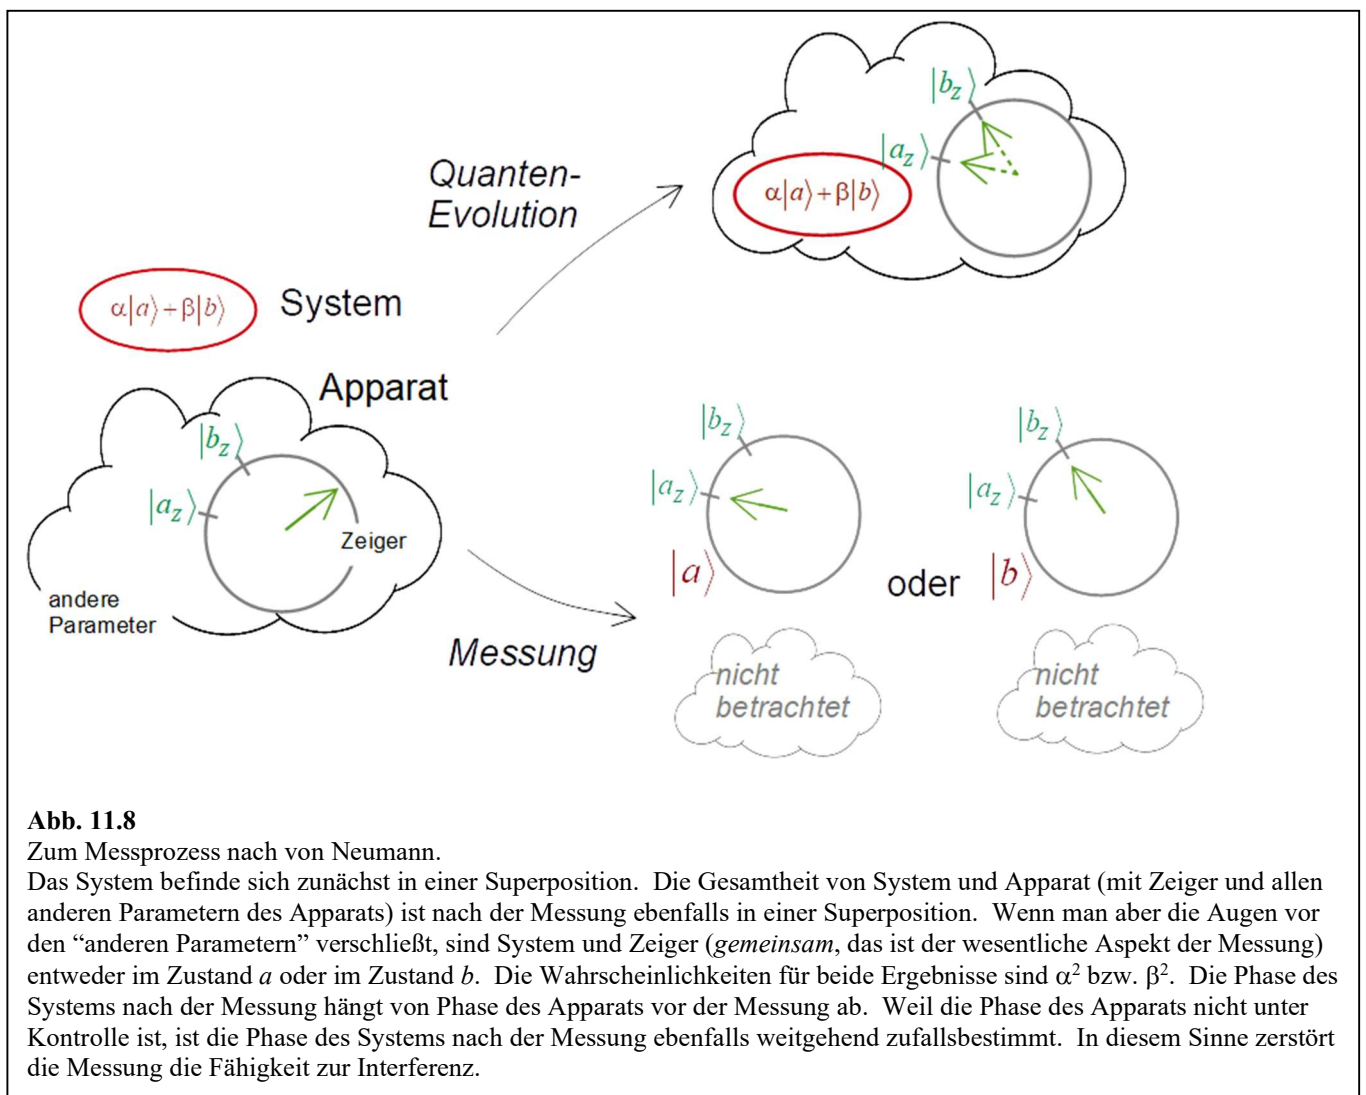 |b_z⟩
|a_z⟩
Quanten-
Evolution
α|a⟩+β|b⟩
α|a⟩+β|b⟩
System
Apparat
|b_z⟩
|a_z⟩
Zeiger
andere
Parameter
Messung
|b_z⟩
|a_z⟩
|a⟩
oder
|b_z⟩
|a_z⟩
|b⟩
nicht
betrachtet
nicht
betrachtet
Abb. 11.8
Zum Messprozess nach von Neumann.
Das System befinde sich zunächst in einer Superposition. Die Gesamtheit von System und Apparat (mit Zeiger und allen
anderen Parametern des Apparats) ist nach der Messung ebenfalls in einer Superposition. Wenn man aber die Augen vor
den “anderen Parametern” verschließt, sind System und Zeiger (gemeinsam, das ist der wesentliche Aspekt der Messung)
entweder im Zustand a oder im Zustand b. Die Wahrscheinlichkeiten für beide Ergebnisse sind α² bzw. β². Die Phase des
Systems nach der Messung hängt von Phase des Apparats vor der Messung ab. Weil die Phase des Apparats nicht unter
Kontrolle ist, ist die Phase des Systems nach der Messung ebenfalls weitgehend zufallsbestimmt. In diesem Sinne zerstört
die Messung die Fähigkeit zur Interferenz.